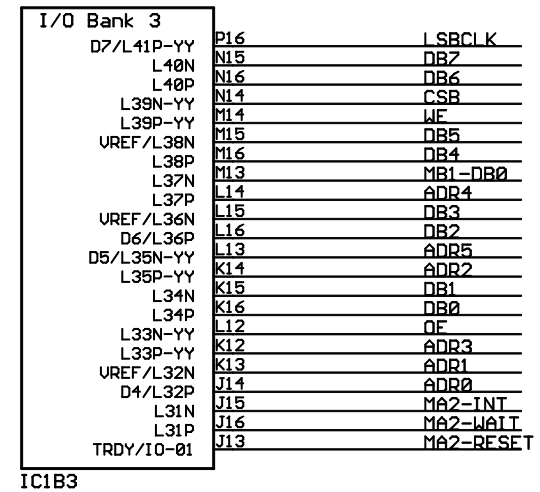 I/O Bank 3
D7/L41P-YY P16 LSBCLK
L40N N15 DB7
L40P N16 DB6
L39N-YY N14 CSB
L39P-YY M14 WE
VREF/L38N M15 DB5
L38P M16 DB4
L37N M13 MB1-DB0
L37P L14 ADR4
VREF/L36N L15 DB3
D6/L36P L16 DB2
D5/L35N-YY L13 ADR5
L35P-YY K14 ADR2
L34N K15 DB1
L34P K16 DB0
L33N-YY L12 OE
L33P-YY K12 ADR3
VREF/L32N K13 ADR1
D4/L32P J14 ADR0
L31N J15 MA2-INT
L31P J16 MA2-WAIT
TRDY/IO-01 J13 MA2-RESET
IC1B3